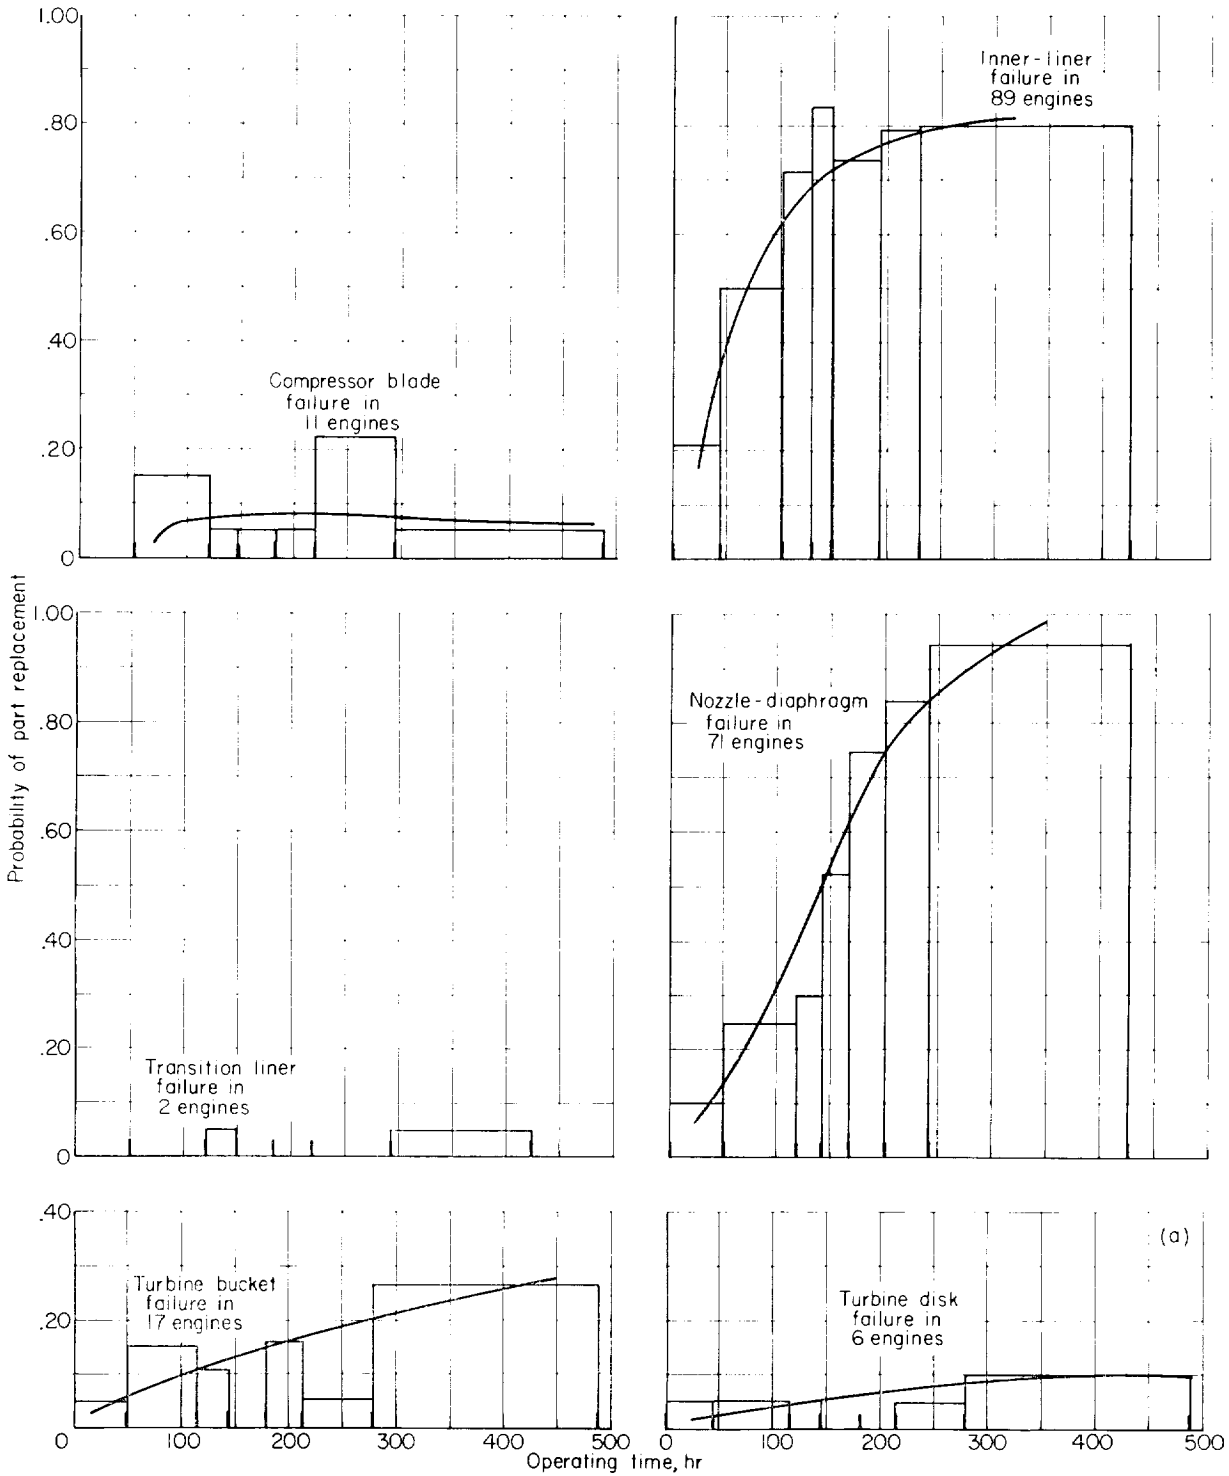 1.00
.80
.60
.40
.20
0
Compressor blade
failure in
11 engines
Inner-liner
failure in
89 engines
Probability of part replacement
1.00
.80
.60
.40
.20
0
Transition liner
failure in
2 engines
Nozzle-diaphragm
failure in
71 engines
.40
.20
0 100 200 300 400 500
Turbine bucket
failure in
17 engines
(a)
Turbine disk
failure in
6 engines
0 100 200 300 400 500
Operating time, hr